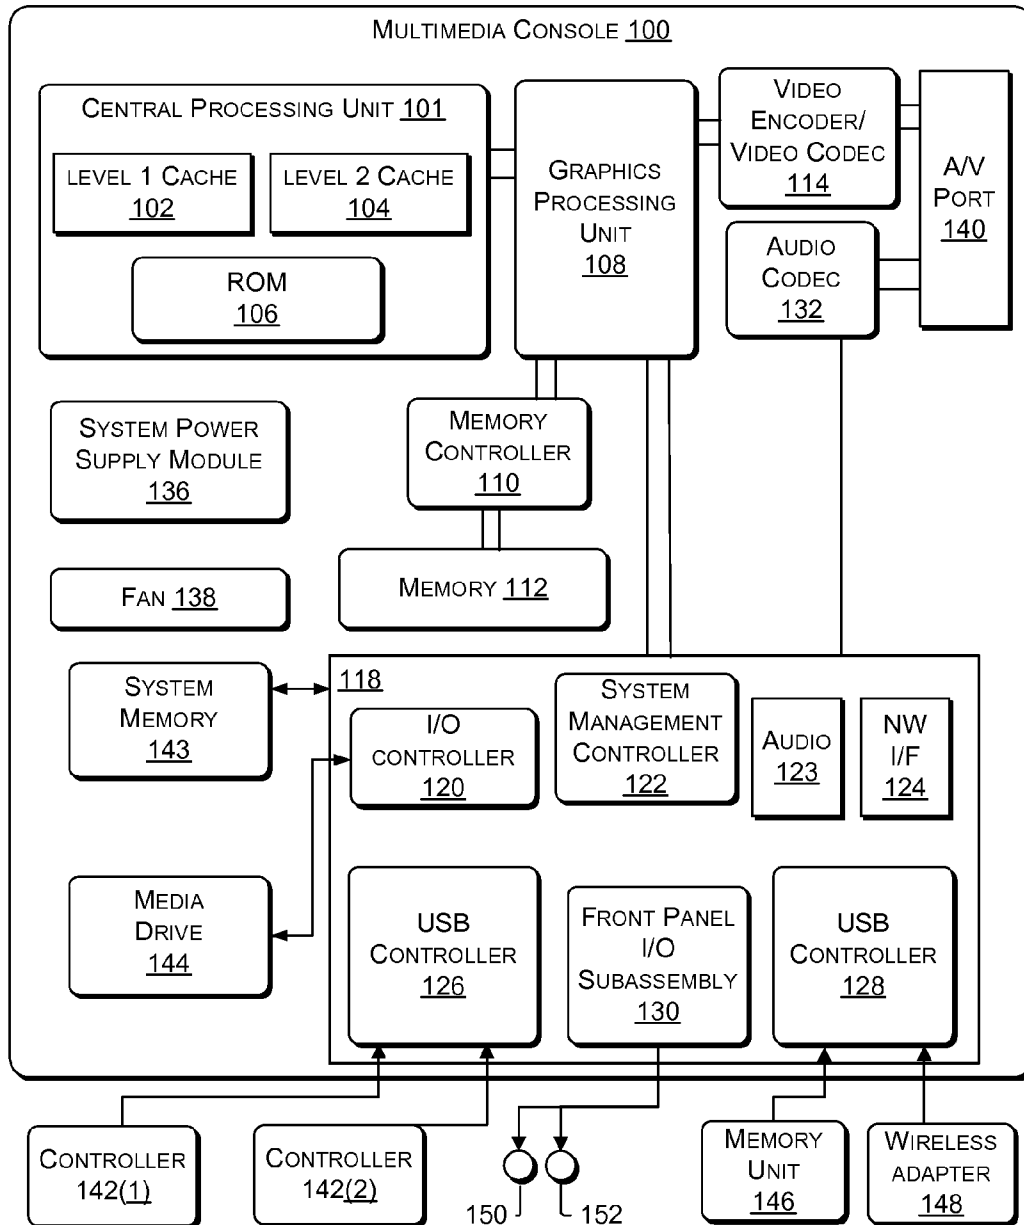 MULTIMEDIA CONSOLE 100
CENTRAL PROCESSING UNIT 101
LEVEL 1 CACHE
102
LEVEL 2 CACHE
104
ROM
106
GRAPHICS
PROCESSING
UNIT
108
VIDEO
ENCODER/
VIDEO CODEC
114
A/V
PORT
140
AUDIO
CODEC
132
SYSTEM POWER
SUPPLY MODULE
136
MEMORY
CONTROLLER
110
MEMORY 112
FAN 138
SYSTEM
MEMORY
143
118
I/O
CONTROLLER
120
SYSTEM
MANAGEMENT
CONTROLLER
122
AUDIO
123
NW
I/F
124
MEDIA
DRIVE
144
USB
CONTROLLER
126
FRONT PANEL
I/O
SUBASSEMBLY
130
USB
CONTROLLER
128
CONTROLLER
142(1)
CONTROLLER
142(2)
150
152
MEMORY
UNIT
146
WIRELESS
ADAPTER
148